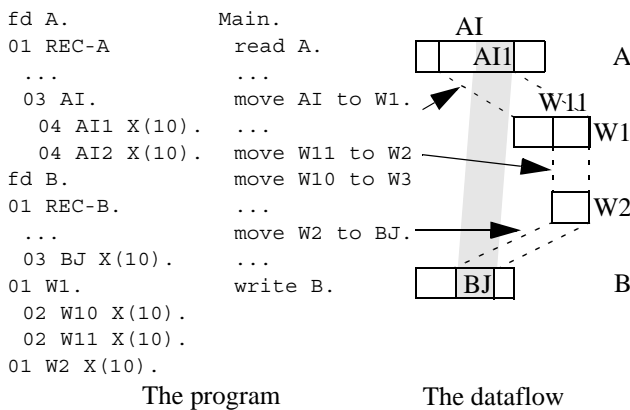 fd A. Main. AI
01 REC-A read A. AI1 A
... ...
03 AI. move AI to W1. W11
04 AI1 X(10). ... W1
04 AI2 X(10). move W11 to W2
fd B. move W10 to W3
01 REC-B. ... W2
... move W2 to BJ.
03 BJ X(10). ...
01 W1. write B. BJ B
02 W10 X(10).
02 W11 X(10).
01 W2 X(10).
The program The dataflow